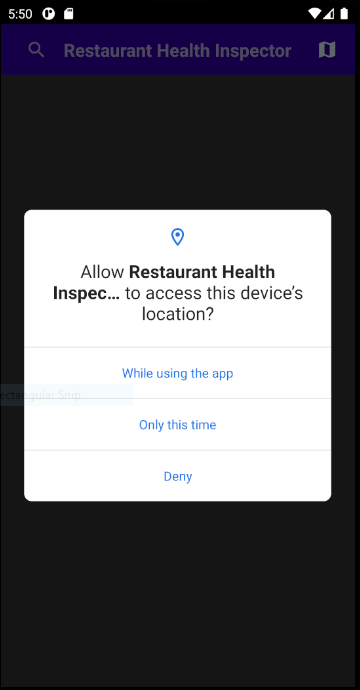 5:50
Restaurant Health Inspector
Allow Restaurant Health
Inspec... to access this device's
location?
While using the app
ectangular Snip
Only this time
Deny